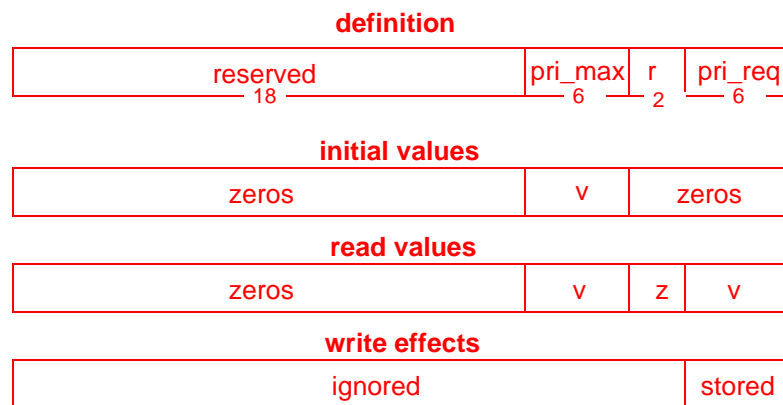 definition
reserved pri_max r pri_req
18 6 2 6
initial values
zeros v zeros
read values
zeros v z v
write effects
ignored stored